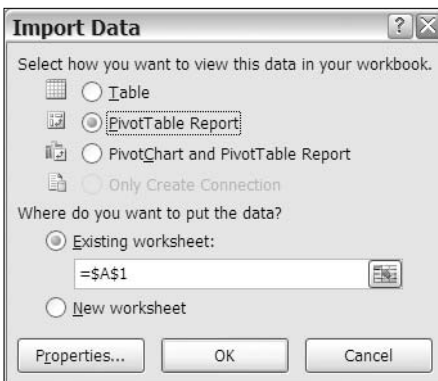 Import Data
Select how you want to view this data in your workbook.
Table
PivotTable Report
PivotChart and PivotTable Report
Only Create Connection
Where do you want to put the data?
Existing worksheet:
=$A$1
New worksheet
Properties...
OK
Cancel